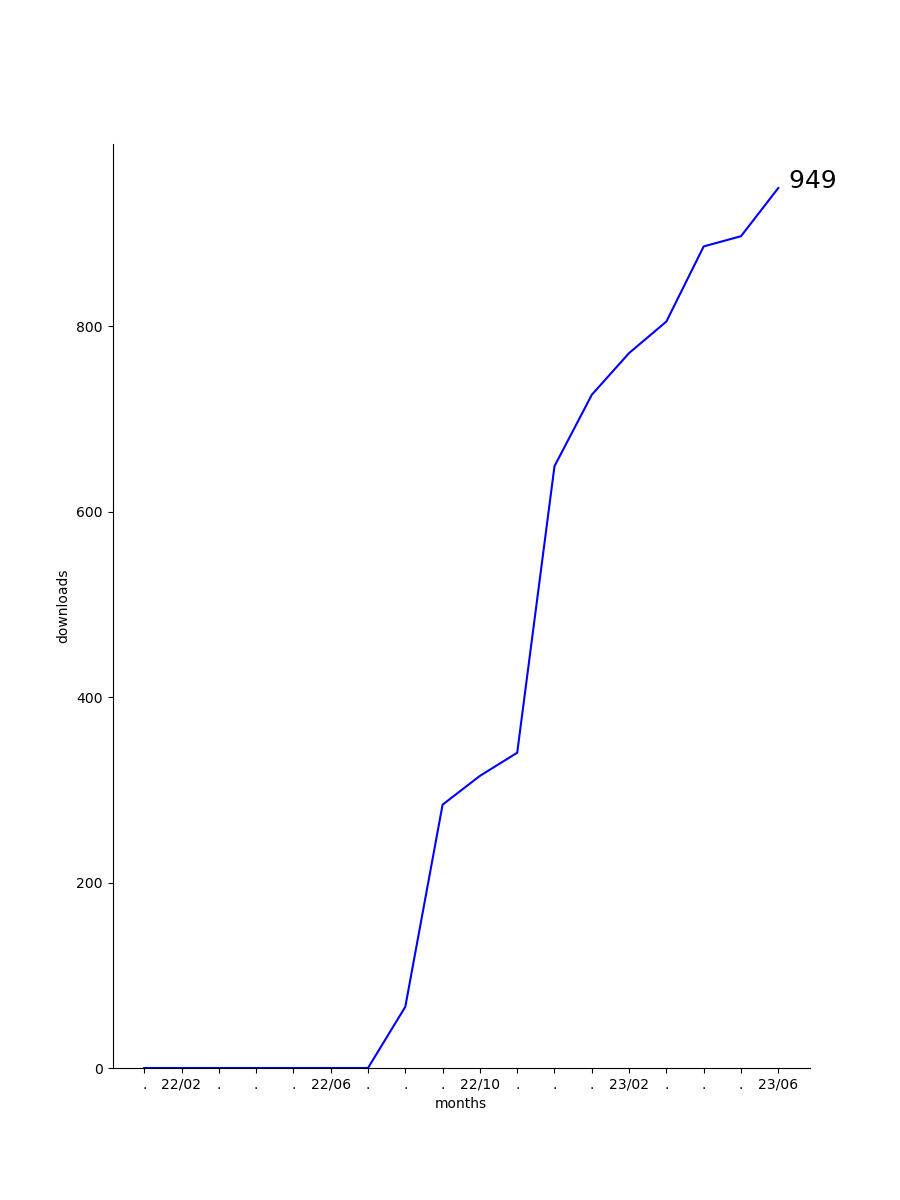 949
800
600
400
200
0
downloads
. 22/02 . . . 22/06 . . . 22/10 . . . 23/02 . . . 23/06
months